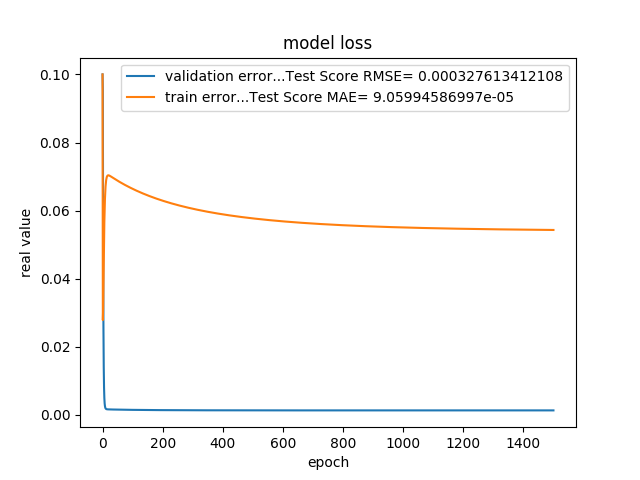 model loss
validation error...Test Score RMSE= 0.000327613412108
train error...Test Score MAE= 9.05994586997e-05
0.10
0.08
0.06
0.04
0.02
0.00
real value
0 200 400 600 800 1000 1200 1400
epoch